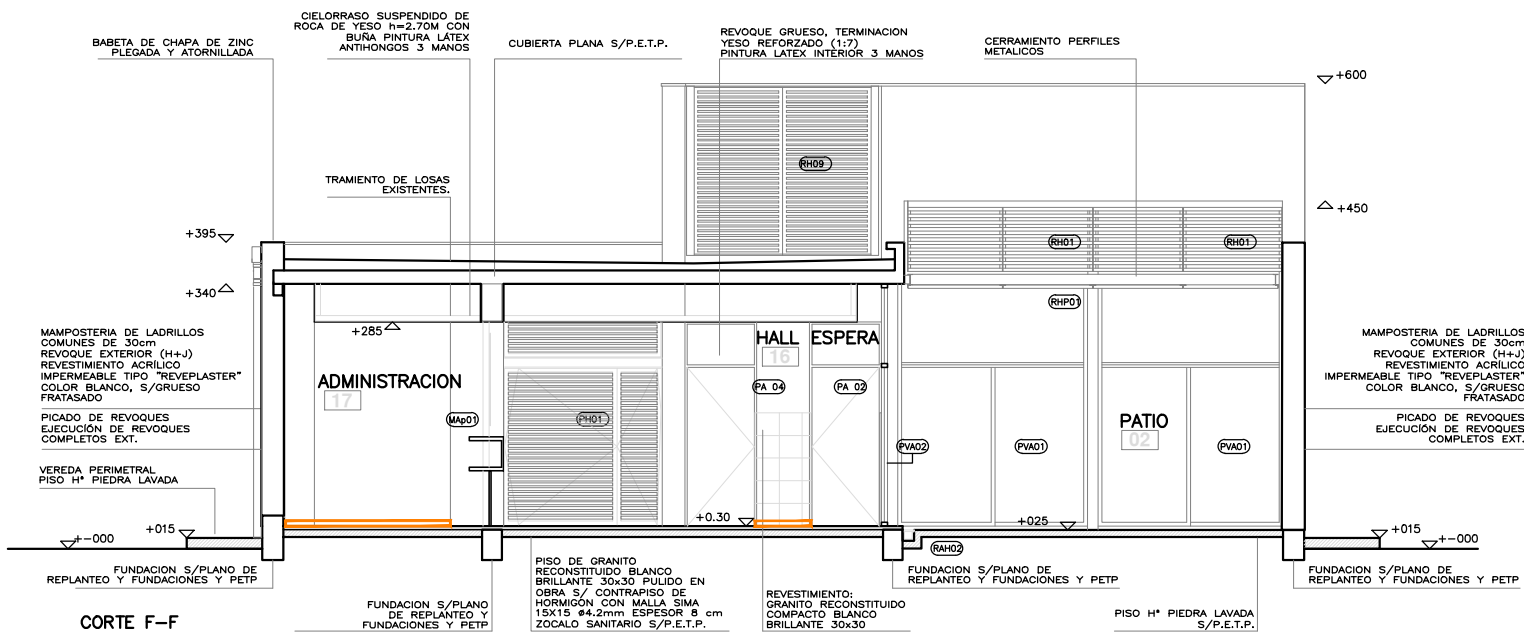 CIELORRASO SUSPENDIDO DE
ROCA DE YESO h=2.70M CON
BUÑA PINTURA LÁTEX
ANTIHONGOS 3 MANOS
BABETA DE CHAPA DE ZINC
PLEGADA Y ATORNILLADA
CUBIERTA PLANA S/P.E.T.P.
REVOQUE GRUESO, TERMINACION
YESO REFORZADO (1:7)
PINTURA LATEX INTERIOR 3 MANOS
CERRAMIENTO PERFILES
METALICOS
+600
RH09
TRAMIENTO DE LOSAS
EXISTENTES.
+450
+395
RH01
RH01
+340
RHP01
+285
MAMPOSTERIA DE LADRILLOS
COMUNES DE 30cm
REVOQUE EXTERIOR (H+J)
REVESTIMIENTO ACRÍLICO
IMPERMEABLE TIPO "REVEPLASTER"
COLOR BLANCO, S/GRUESO
FRATASADO
HALL ESPERA
16
MAMPOSTERIA DE LADRILLOS
COMUNES DE 30cm
REVOQUE EXTERIOR (H+J)
REVESTIMIENTO ACRÍLICO
IMPERMEABLE TIPO "REVEPLASTER"
COLOR BLANCO, S/GRUESO
FRATASADO
ADMINISTRACION
17
PA 04
PA 02
PICADO DE REVOQUES
EJECUCIÓN DE REVOQUES
COMPLETOS EXT.
MAp01
PH01
PATIO
02
PICADO DE REVOQUES
EJECUCIÓN DE REVOQUES
COMPLETOS EXT.
PVA02
PVA01
PVA01
VEREDA PERIMETRAL
PISO Hº PIEDRA LAVADA
+-000
+015
+0.30
+025
+015
+-000
RAH02
FUNDACION S/PLANO DE
REPLANTEO Y FUNDACIONES Y PETP
FUNDACION S/PLANO
DE REPLANTEO Y
FUNDACIONES Y PETP
PISO DE GRANITO
RECONSTITUIDO BLANCO
BRILLANTE 30x30 PULIDO EN
OBRA S/ CONTRAPISO DE
HORMIGÓN CON MALLA SIMA
15X15 ø4.2mm ESPESOR 8 cm
ZOCALO SANITARIO S/P.E.T.P.
REVESTIMIENTO:
GRANITO RECONSTITUIDO
COMPACTO BLANCO
BRILLANTE 30x30
FUNDACION S/PLANO DE
REPLANTEO Y FUNDACIONES Y PETP
PISO Hº PIEDRA LAVADA
S/P.E.T.P.
FUNDACION S/PLANO DE
REPLANTEO Y FUNDACIONES Y PETP
CORTE F-F